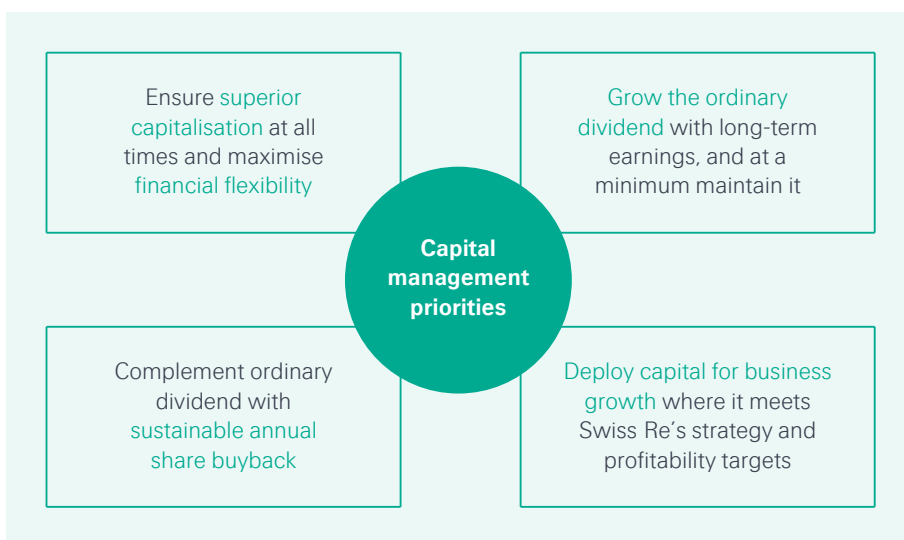 Ensure superior
capitalisation at all
times and maximise
financial flexibility
Grow the ordinary
dividend with long-term
earnings, and at a
minimum maintain it
Capital
management
priorities
Complement ordinary
dividend with
sustainable annual
share buyback
Deploy capital for business
growth where it meets
Swiss Re’s strategy and
profitability targets